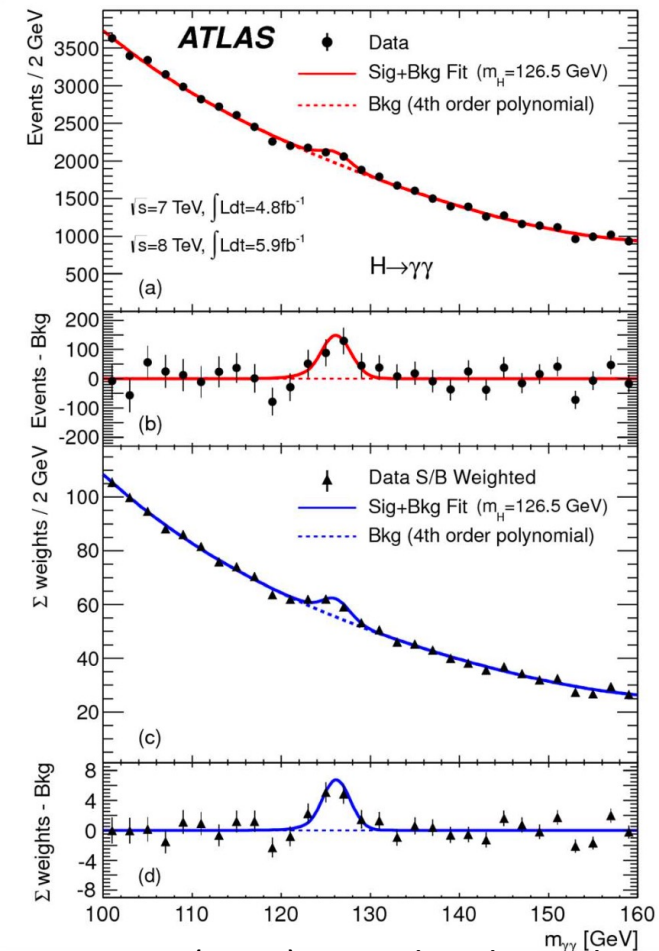 ATLAS
Data
Sig+Bkg Fit (m_H=126.5 GeV)
Bkg (4th order polynomial)
Events / 2 GeV
3500
3000
2500
2000
1500
1000
500
√s=7 TeV, ∫Ldt=4.8fb⁻¹
√s=8 TeV, ∫Ldt=5.9fb⁻¹
H→γγ
(a)
Events - Bkg
200
100
0
-100
-200
(b)
Σ weights / 2 GeV
100
80
60
40
20
Data S/B Weighted
Sig+Bkg Fit (m_H=126.5 GeV)
Bkg (4th order polynomial)
(c)
Σ weights - Bkg
8
4
0
-4
-8
(d)
100 110 120 130 140 150 160
m_γγ [GeV]